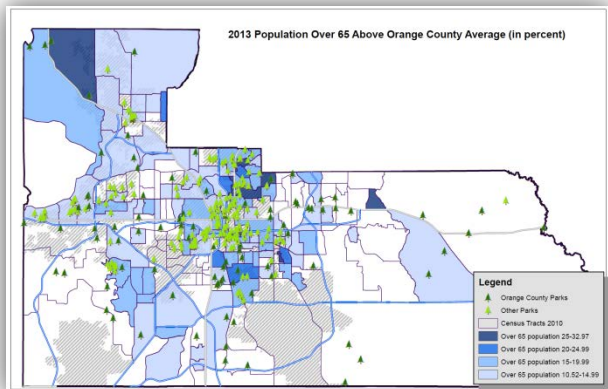 2013 Population Over 65 Above Orange County Average (in percent)
Legend
Orange County Parks
Other Parks
Census Tracts 2010
Over 65 population 25-32.97
Over 65 population 20-24.99
Over 65 population 15-19.99
Over 65 population 10.52-14.99